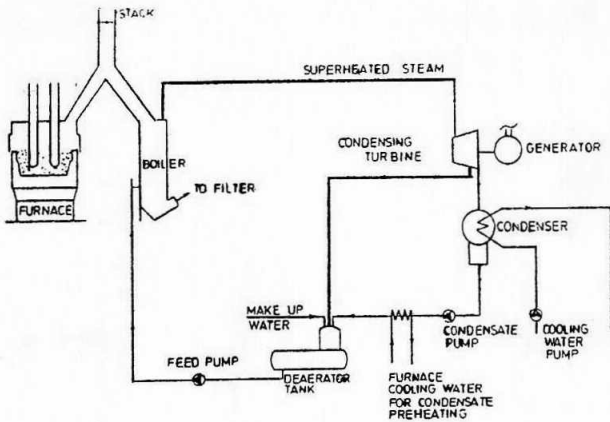 STACK
SUPERHEATED STEAM
CONDENSING
TURBINE
GENERATOR
BOILER
TO FILTER
FURNACE
CONDENSER
MAKE UP
WATER
CONDENSATE
PUMP
COOLING
WATER
PUMP
FEED PUMP
DEAERATOR
TANK
FURNACE
COOLING WATER
FOR CONDENSATE
PREHEATING